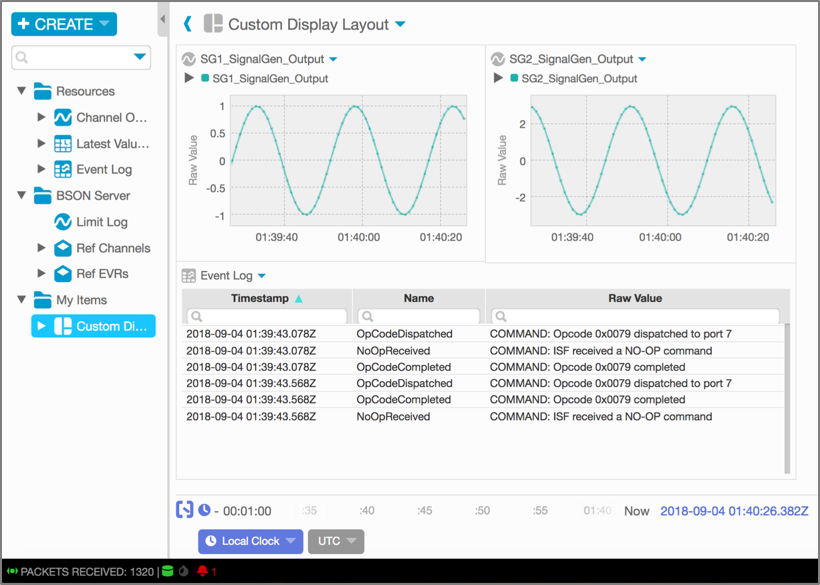 + CREATE
Custom Display Layout
Resources
Channel O...
Latest Valu...
Event Log
BSON Server
Limit Log
Ref Channels
Ref EVRs
My Items
Custom Di...
SG1_SignalGen_Output
SG1_SignalGen_Output
Raw Value
1
0.5
0
-0.5
-1
01:39:40
01:40:00
01:40:20
SG2_SignalGen_Output
SG2_SignalGen_Output
Raw Value
2
0
-2
01:39:40
01:40:00
01:40:20
Event Log
Timestamp Name Raw Value
2018-09-04 01:39:43.078Z OpCodeDispatched COMMAND: Opcode 0x0079 dispatched to port 7
2018-09-04 01:39:43.078Z NoOpReceived COMMAND: ISF received a NO-OP command
2018-09-04 01:39:43.078Z OpCodeCompleted COMMAND: Opcode 0x0079 completed
2018-09-04 01:39:43.568Z OpCodeDispatched COMMAND: Opcode 0x0079 dispatched to port 7
2018-09-04 01:39:43.568Z OpCodeCompleted COMMAND: Opcode 0x0079 completed
2018-09-04 01:39:43.568Z NoOpReceived COMMAND: ISF received a NO-OP command
- 00:01:00 :35 :40 :45 :50 :55 01:40 Now 2018-09-04 01:40:26.382Z
Local Clock UTC
PACKETS RECEIVED: 1320 | 1